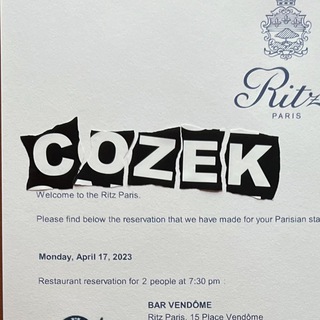 Ritz
PARIS
COZEK
Welcome to the Ritz Paris.
Please find below the reservation that we have made for your Parisian
Monday, April 17, 2023
Restaurant reservation for 2 people at 7:30 pm :
BAR VENDÔME
Ritz Paris, 15 Place Vendôme